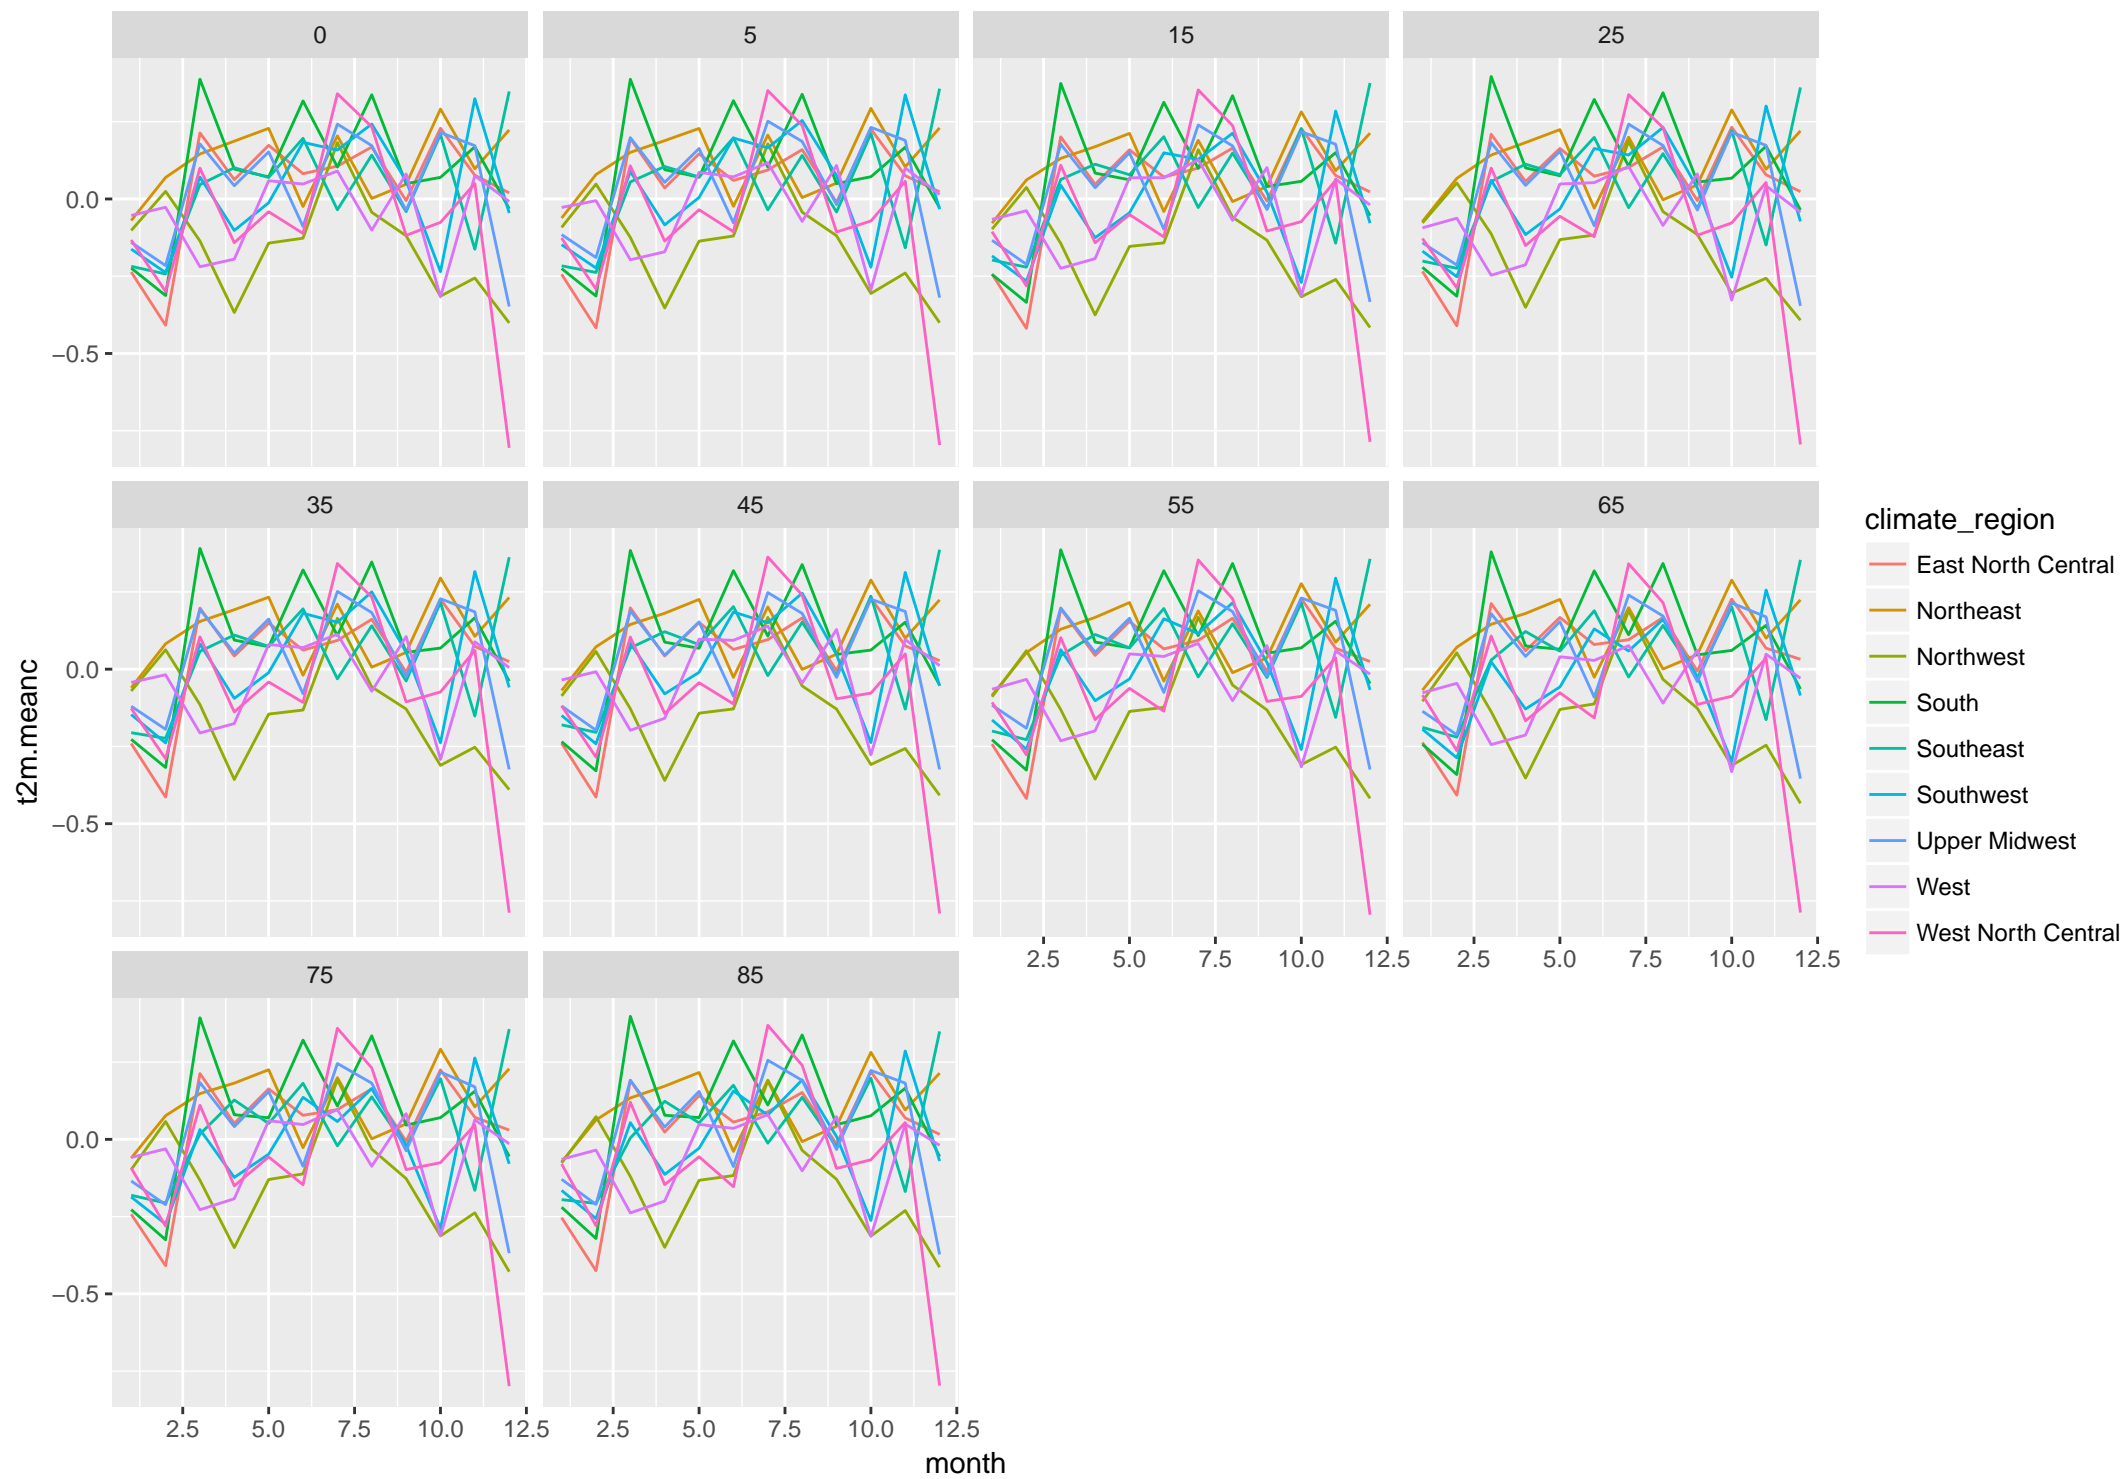 0 5 15 25
0.0
−0.5
35 45 55 65
0.0
−0.5
2.5 5.0 7.5 10.0 12.5 2.5 5.0 7.5 10.0 12.5
75 85
0.0
−0.5
2.5 5.0 7.5 10.0 12.5 2.5 5.0 7.5 10.0 12.5
month
t2m.meanc
climate_region
East North Central
Northeast
Northwest
South
Southeast
Southwest
Upper Midwest
West
West North Central